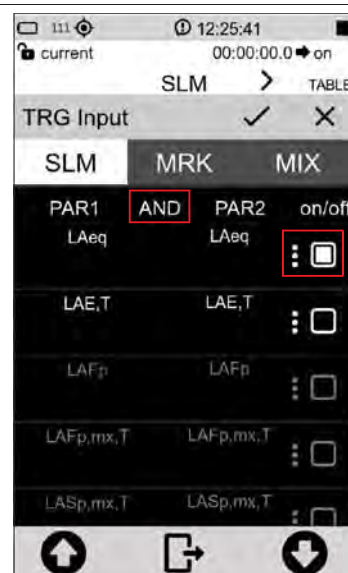 111 12:25:41
current 00:00:00.0 on
SLM > TABLE
TRG Input
SLM MRK MIX
PAR1 AND PAR2 on/off
LAeq LAeq
LAE,T LAE,T
LAFp LAFp
LAFp,mx,T LAFp,mx,T
LASp,mx,T LASp,mx,T